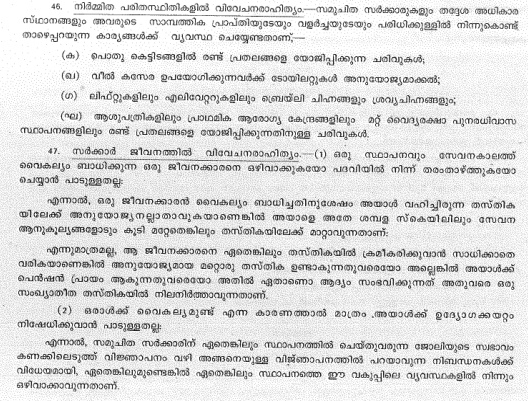 46. നിർമ്മിത പരിതസ്ഥിതികളിൽ വിവേചനരാഹിത്യം.—സമുചിത സർക്കാരുകളും തദ്ദേശ അധികാര
സ്ഥാനങ്ങളും അവരുടെ സാമ്പത്തിക പ്രാപ്തിയുടേയും വളർച്ചയുടേയും പരിധിക്കുള്ളിൽ നിന്നുകൊണ്ട്
താഴെപ്പറയുന്ന കാര്യങ്ങൾക്ക് വ്യവസ്ഥ ചെയ്യേണ്ടതാണ്,—
(ക) പൊതു കെട്ടിടങ്ങളിൽ രണ്ട് പ്രതലങ്ങളെ യോജിപ്പിക്കുന്ന ചരിവുകൾ;
(ഖ) വീൽ കസേര ഉപയോഗിക്കുന്നവർക്ക് ടോയിലറ്റുകൾ അനുയോജ്യമാക്കൽ;
(ഗ) ലിഫ്റ്റുകളിലും എലിവേറ്ററുകളിലും ബ്രെയ്‌ലി ചിഹ്നങ്ങളും ശ്രവ്യചിഹ്നങ്ങളും;
(ഘ) ആശുപത്രികളിലും പ്രാഥമിക ആരോഗ്യ കേന്ദ്രങ്ങളിലും മറ്റ് വൈദ്യരക്ഷാ പുനരധിവാസ
സ്ഥാപനങ്ങളിലും രണ്ട് പ്രതലങ്ങളെ യോജിപ്പിക്കുന്നതിനുള്ള ചരിവുകൾ.
47. സർക്കാർ ജീവനത്തിൽ വിവേചനരാഹിത്യം.—(1) ഒരു സ്ഥാപനവും സേവനകാലത്ത്
വൈകല്യം ബാധിക്കുന്ന ഒരു ജീവനക്കാരനെ ഒഴിവാക്കുകയോ പദവിയിൽ നിന്ന് തരംതാഴ്ത്തുകയോ
ചെയ്യാൻ പാടുള്ളതല്ല:
എന്നാൽ, ഒരു ജീവനക്കാരൻ വൈകല്യം ബാധിച്ചതിനുശേഷം അയാൾ വഹിച്ചിരുന്ന തസ്തിക
യിലേക്ക് അനുയോജ്യനല്ലാതാവുകയാണെങ്കിൽ അയാളെ അതേ ശമ്പള സ്കെയിലിലും സേവന
ആനുകൂല്യങ്ങളോടും കൂടി മറ്റേതെങ്കിലും തസ്തികയിലേക്ക് മാറ്റാവുന്നതാണ്:
എന്നുമാത്രമല്ല, ആ ജീവനക്കാരനെ ഏതെങ്കിലും തസ്തികയിൽ ക്രമീകരിക്കുവാൻ സാധിക്കാതെ
വരികയാണെങ്കിൽ അനുയോജ്യമായ മറ്റൊരു തസ്തിക ഉണ്ടാകുന്നതുവരെയോ അല്ലെങ്കിൽ അയാൾക്ക്
പെൻഷൻ പ്രായം ആകുന്നതുവരെയോ അതിൽ ഏതാണോ ആദ്യം സംഭവിക്കുന്നത് അതുവരെ ഒരു
സംഖ്യാതീത തസ്തികയിൽ നിലനിർത്താവുന്നതാണ്.
(2) ഒരാൾക്ക് വൈകല്യമുണ്ട് എന്ന കാരണത്താൽ മാത്രം അയാൾക്ക് ഉദ്യോഗക്കയറ്റം
നിഷേധിക്കുവാൻ പാടുള്ളതല്ല:
എന്നാൽ, സമുചിത സർക്കാരിന് ഏതെങ്കിലും സ്ഥാപനത്തിൽ ചെയ്തുവരുന്ന ജോലിയുടെ സ്വഭാവം
കണക്കിലെടുത്ത് വിജ്ഞാപനം വഴി അങ്ങനെയുള്ള വിജ്ഞാപനത്തിൽ പറയാവുന്ന നിബന്ധനകൾക്ക്
വിധേയമായി, ഏതെങ്കിലുമുണ്ടെങ്കിൽ ഏതെങ്കിലും സ്ഥാപനത്തെ ഈ വകുപ്പിലെ വ്യവസ്ഥകളിൽ നിന്നും
ഒഴിവാക്കാവുന്നതാണ്.